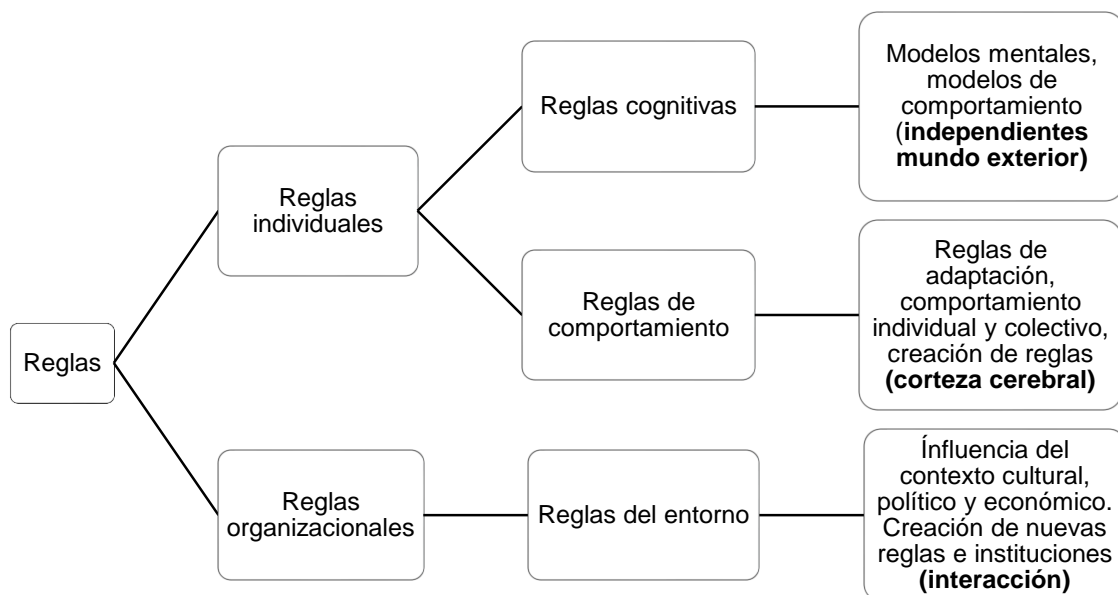 Reglas
Reglas
individuales
Reglas cognitivas
Modelos mentales,
modelos de
comportamiento
(independientes
mundo exterior)
Reglas de
comportamiento
Reglas de
adaptación,
comportamiento
individual y colectivo,
creación de reglas
(corteza cerebral)
Reglas
organizacionales
Reglas del entorno
Ínfluencia del
contexto cultural,
político y económico.
Creación de nuevas
reglas e instituciones
(interacción)